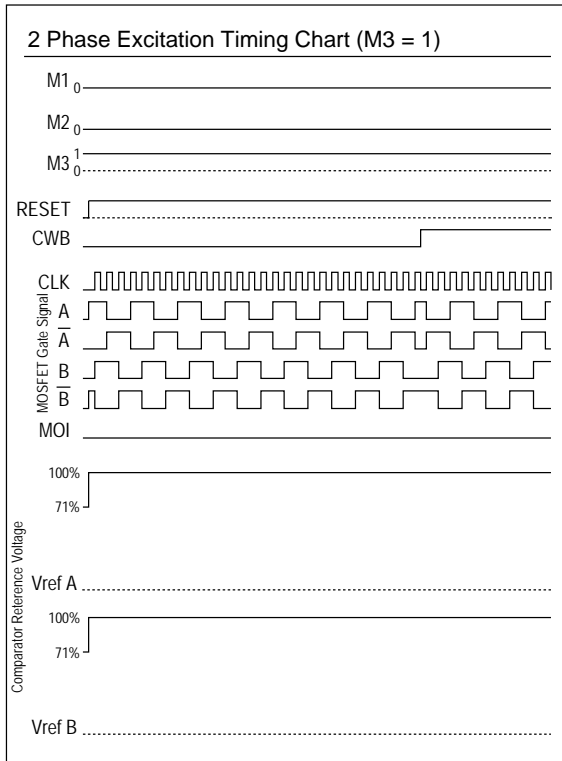 2 Phase Excitation Timing Chart (M3 = 1)
M1 0
M2 0
M3 1
0
RESET
CWB
CLK
MOSFET Gate Signal
A
A̅
B
B̅
MOI
Comparator Reterence Voltage
100%
71%
Vref A
100%
71%
Vref B